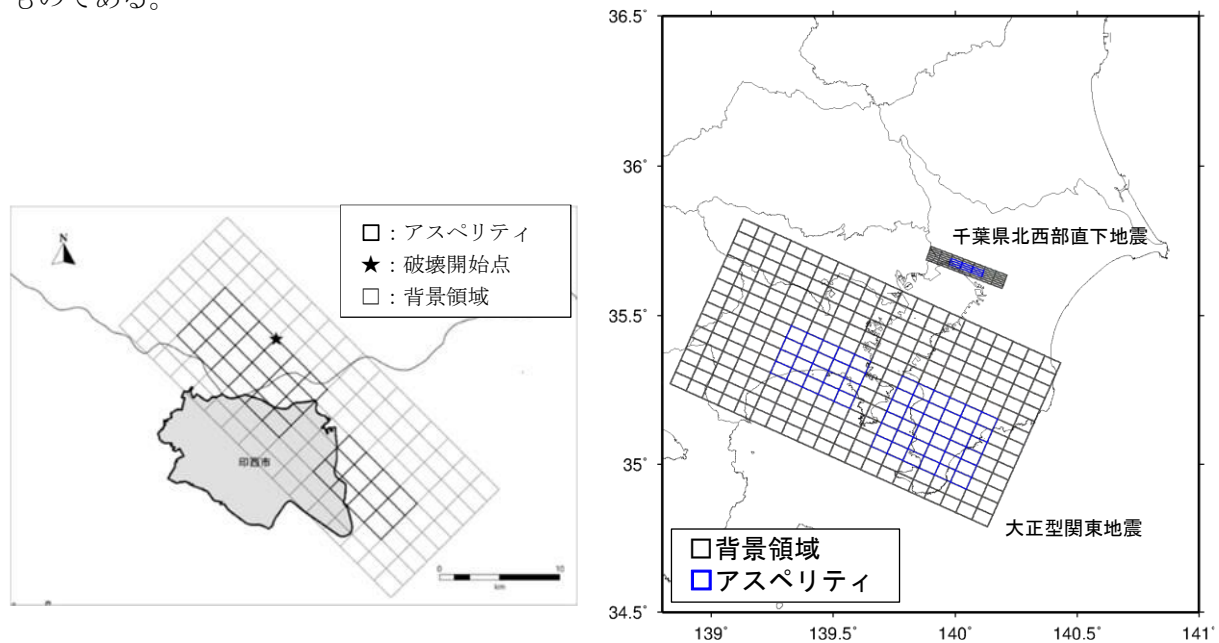 ものである。
N
□：アスペリティ
★：破壊開始点
□：背景領域
印西市
0 10
km
36.5°
36°
35.5°
35°
34.5°
139° 139.5° 140° 140.5° 141°
千葉県北西部直下地震
大正型関東地震
□背景領域
□アスペリティ